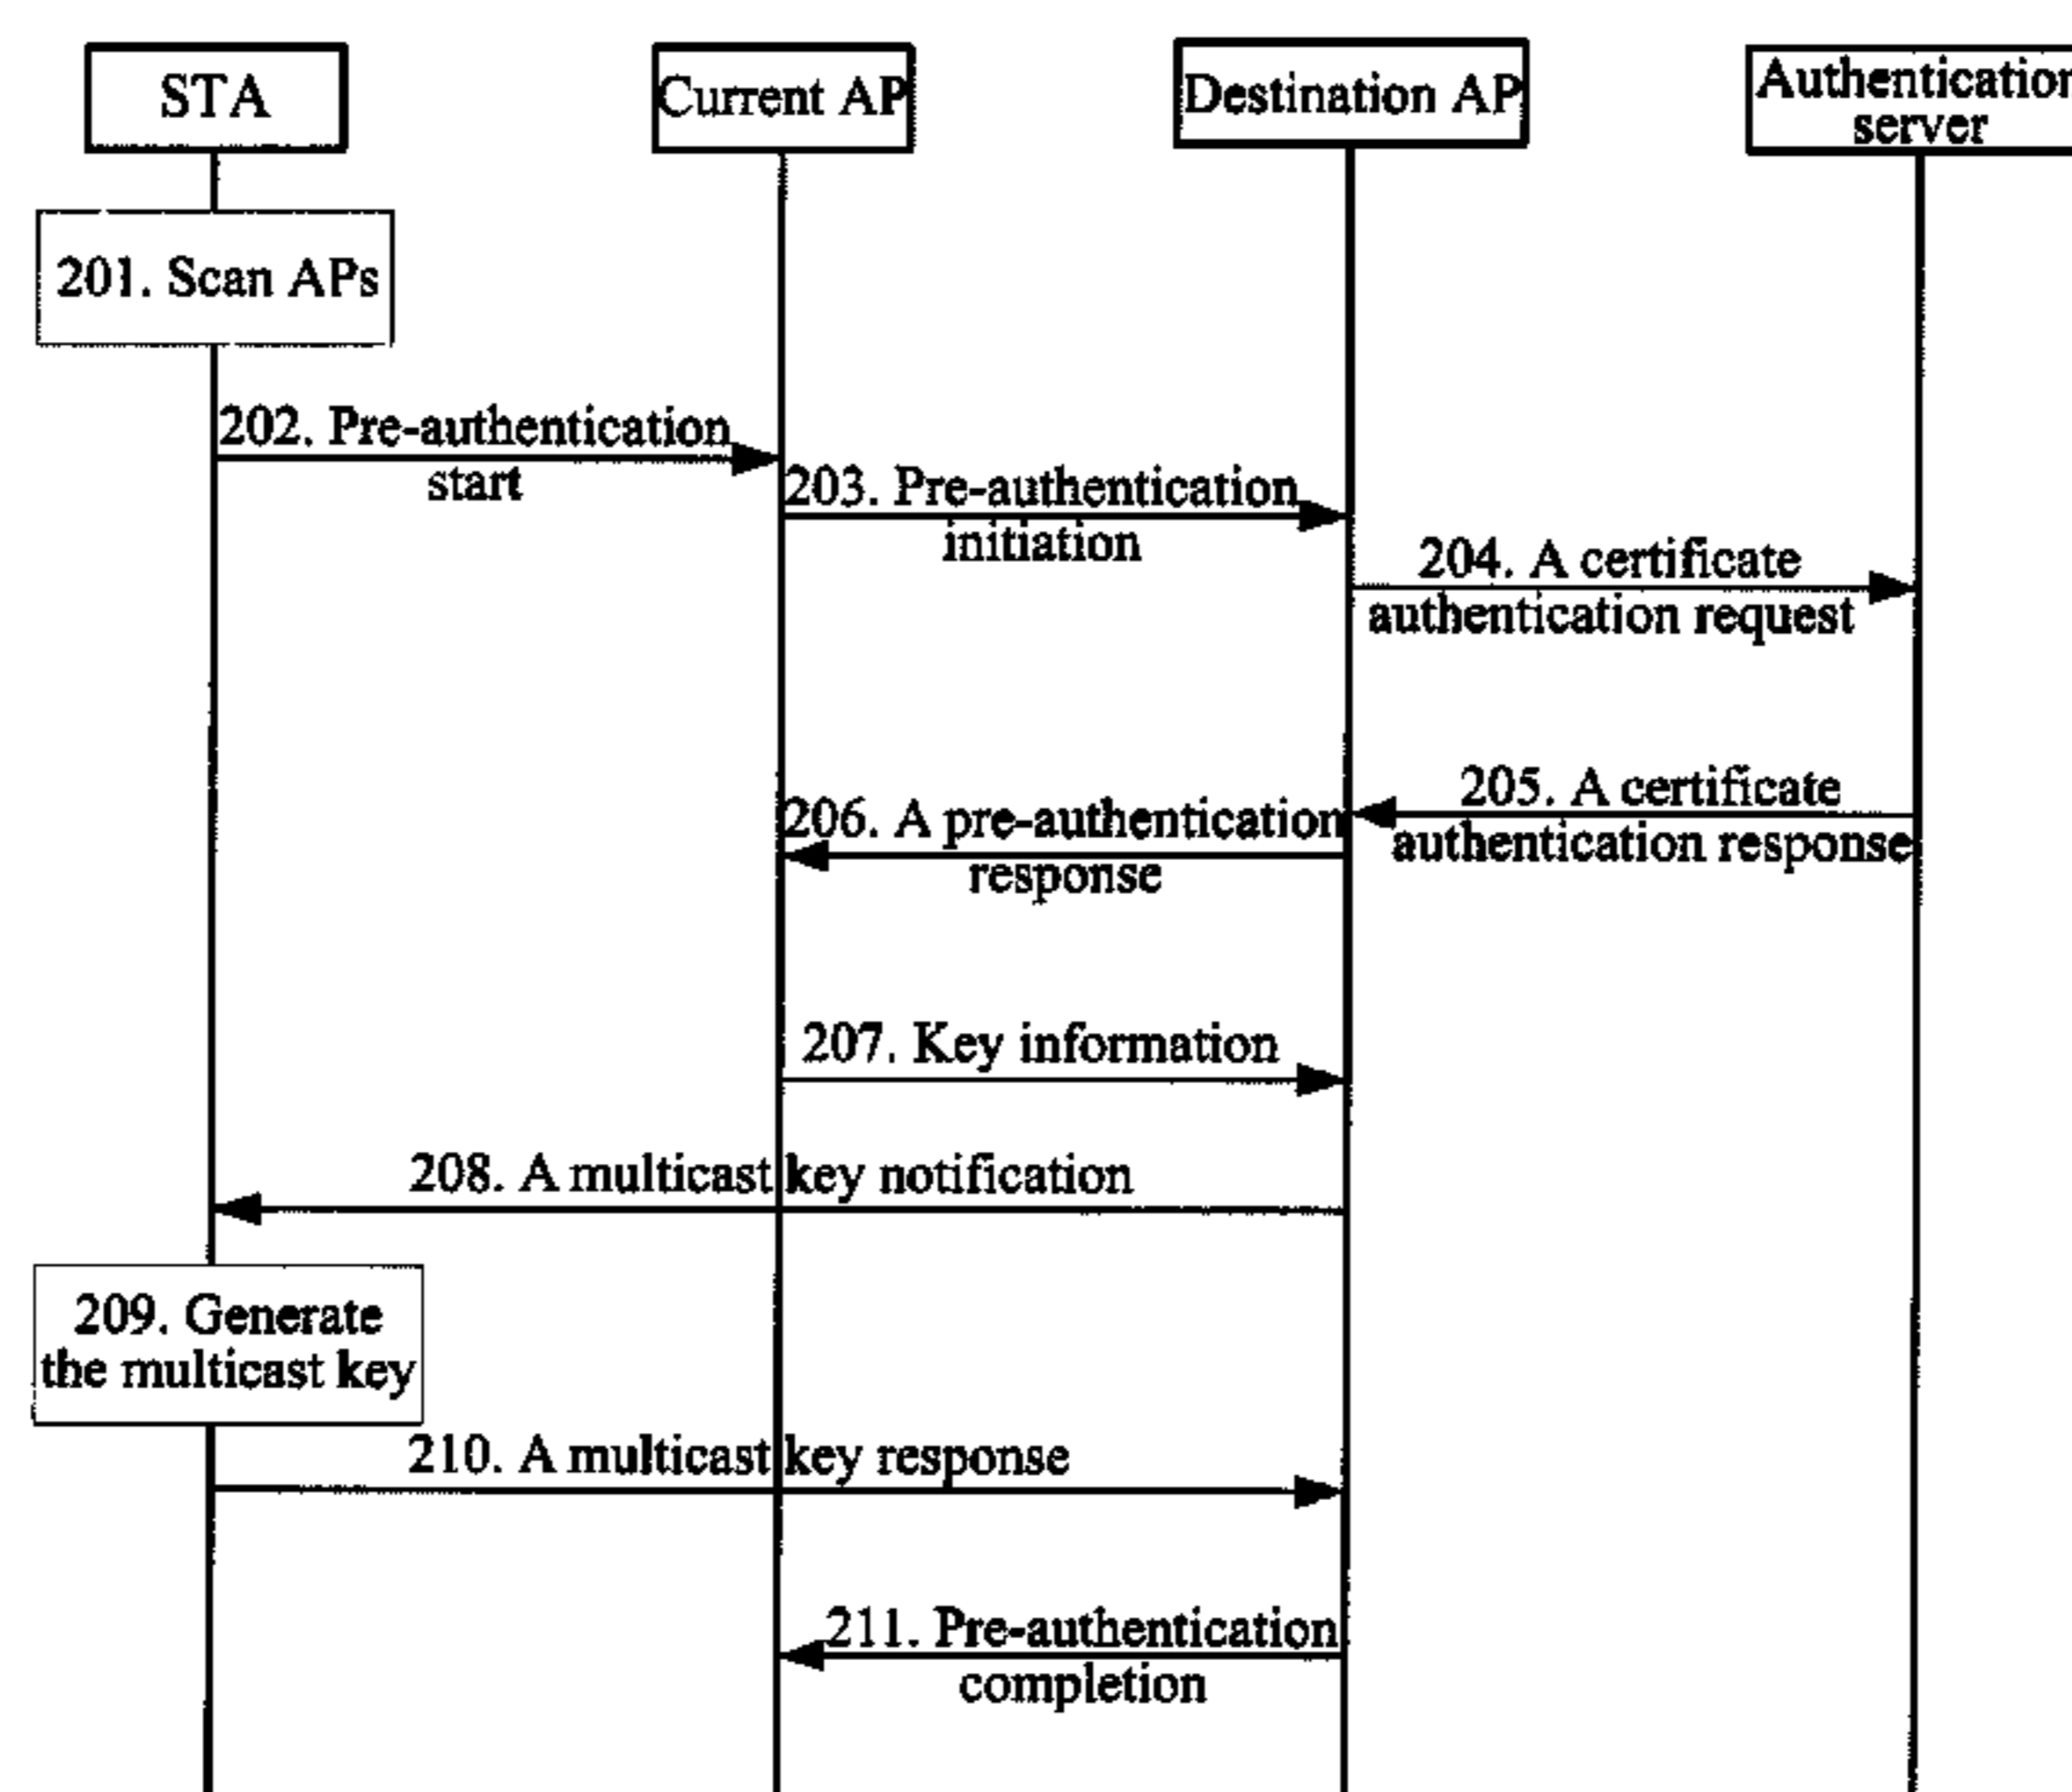 STA
Current AP
Destination AP
Authentication
server
201. Scan APs
202. Pre-authentication
start
203. Pre-authentication
initiation
204. A certificate
authentication request
205. A certificate
authentication response
206. A pre-authentication
response
207. Key information
208. A multicast key notification
209. Generate
the multicast key
210. A multicast key response
211. Pre-authentication
completion